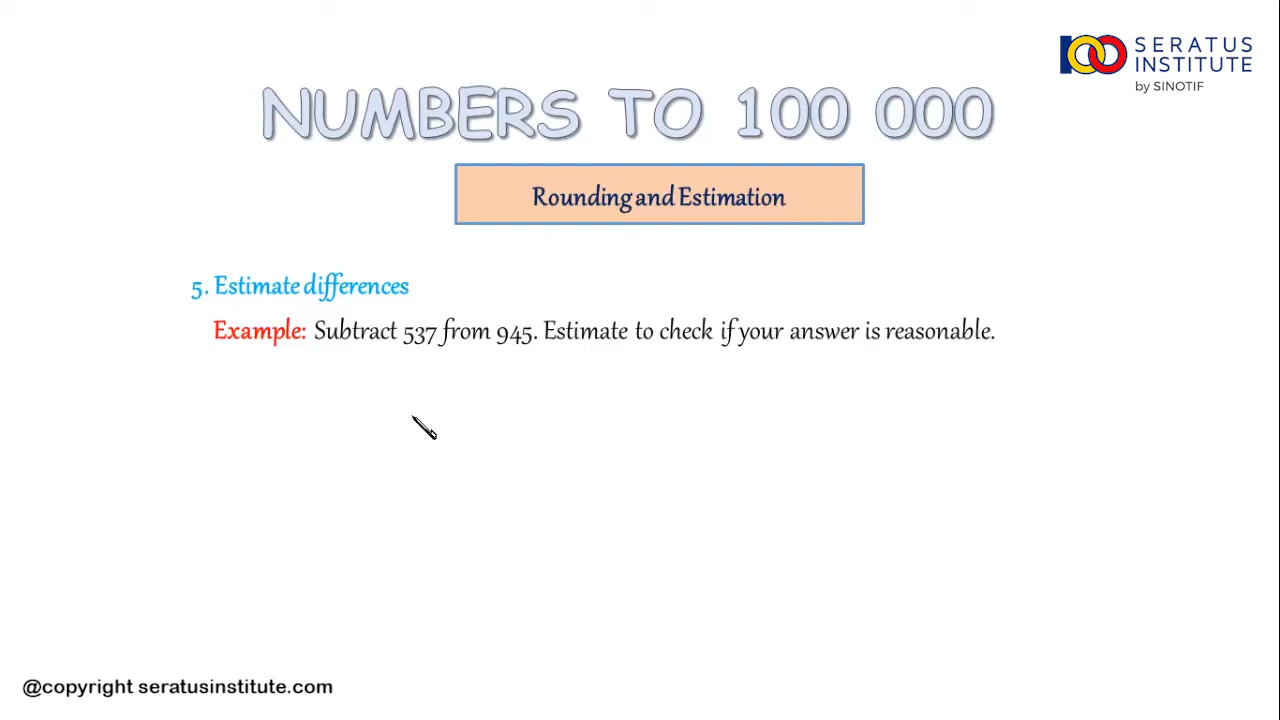 SERATUS
INSTITUTE
by SINOTIF
NUMBERS TO 100 000
Rounding and Estimation
5. Estimate differences
Example: Subtract 537 from 945. Estimate to check if your answer is reasonable.
@copyright seratusinstitute.com